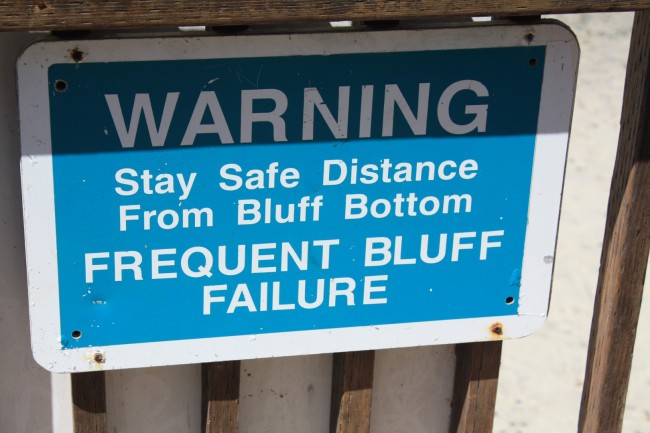 WARNING
Stay Safe Distance
From Bluff Bottom
FREQUENT BLUFF
FAILURE